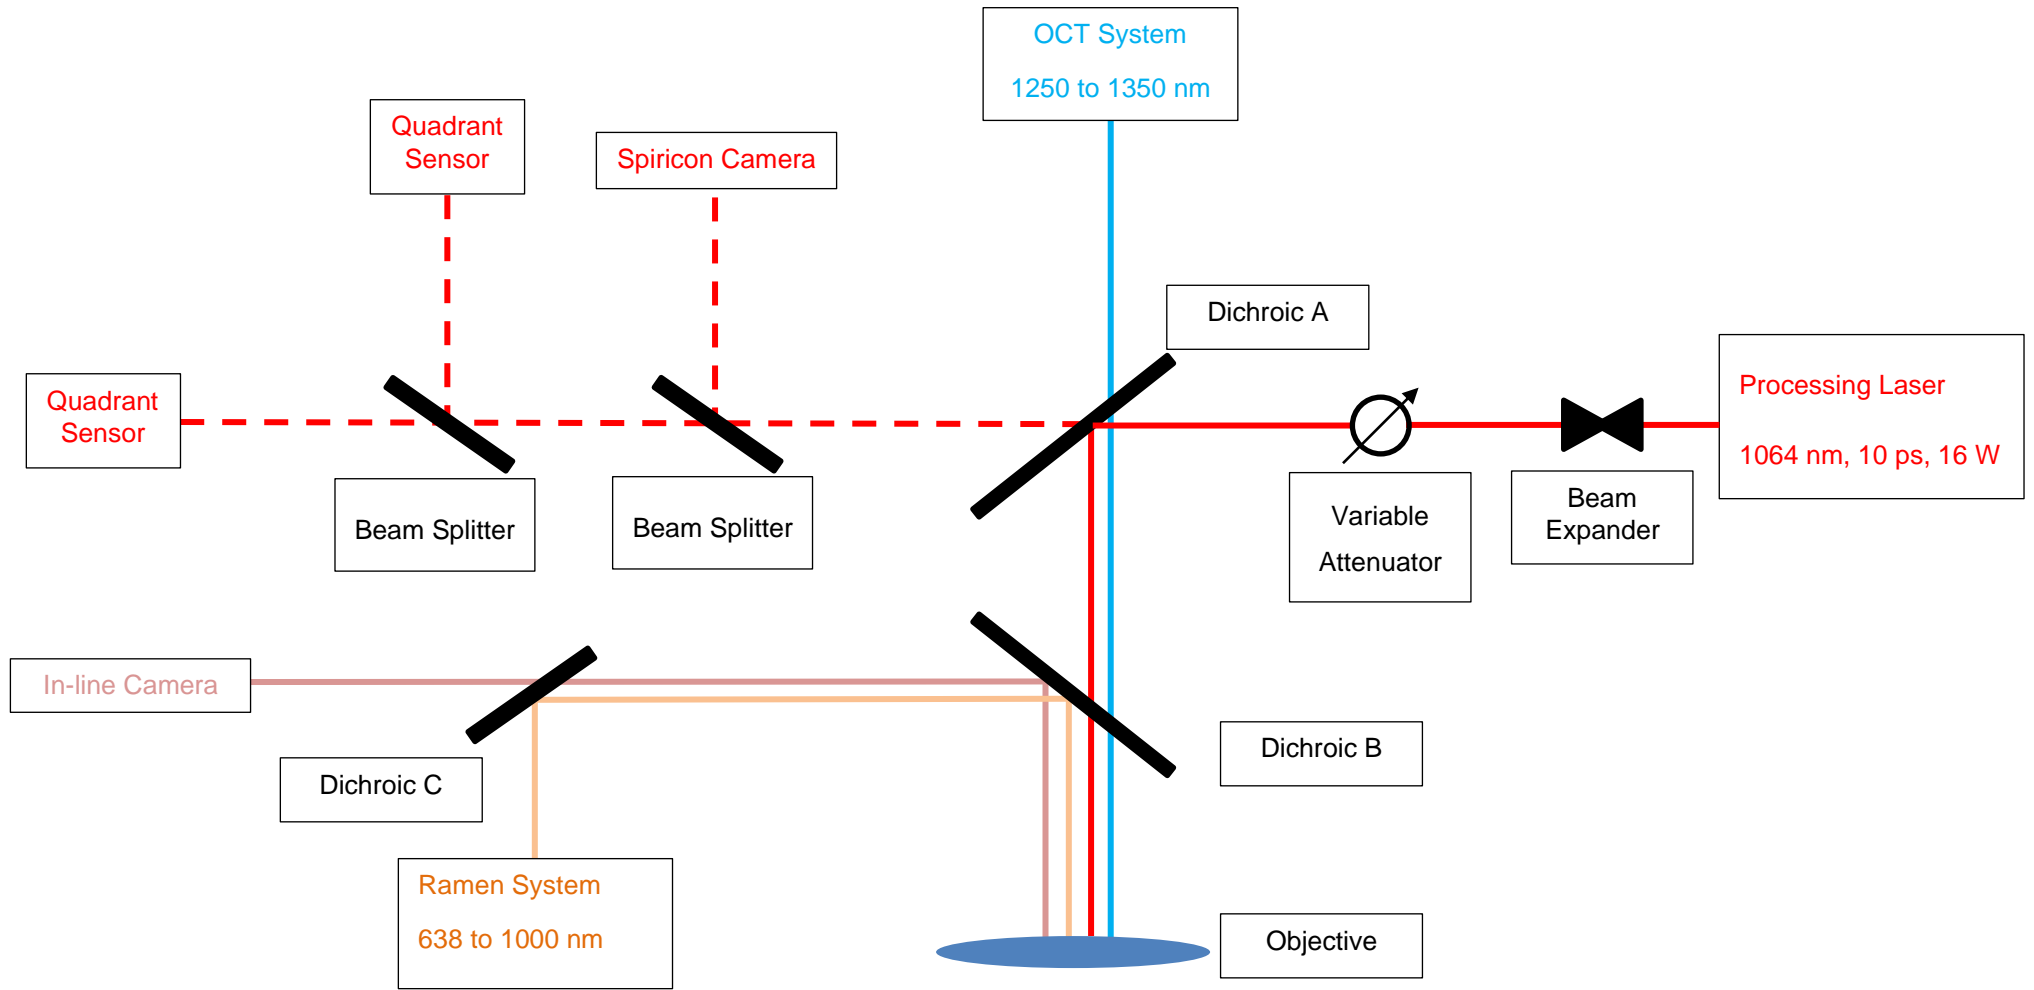 OCT System
1250 to 1350 nm
Quadrant
Sensor
Spiricon Camera
Dichroic A
Quadrant
Sensor
Processing Laser
1064 nm, 10 ps, 16 W
Beam Splitter
Beam Splitter
Variable
Attenuator
Beam
Expander
In-line Camera
Dichroic B
Dichroic C
Ramen System
638 to 1000 nm
Objective